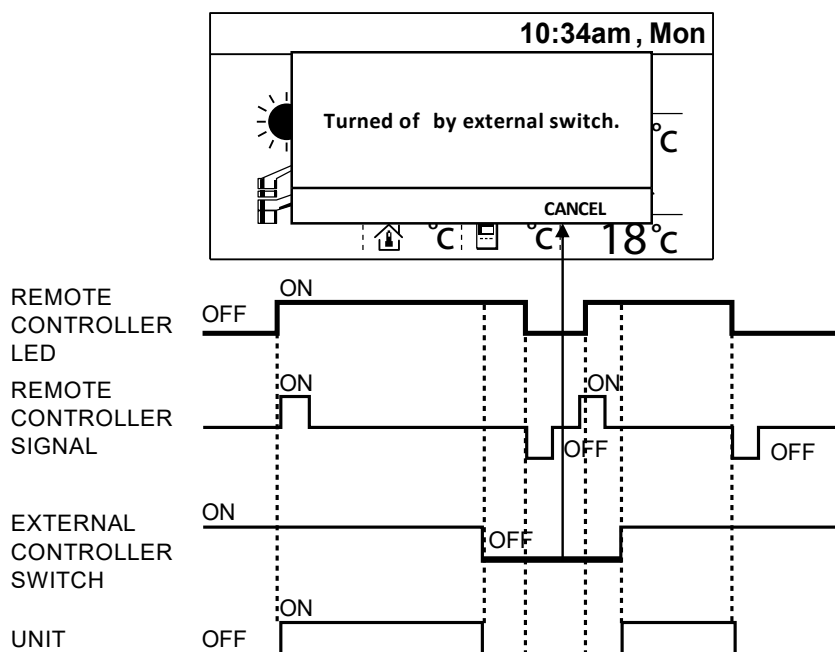 10:34am , Mon
Turned of by external switch.
°C
CANCEL
°C °C 18°C
REMOTE
CONTROLLER
LED
OFF
ON
REMOTE
CONTROLLER
SIGNAL
ON
OFF
ON
OFF
EXTERNAL
CONTROLLER
SWITCH
ON
OFF
UNIT
OFF
ON